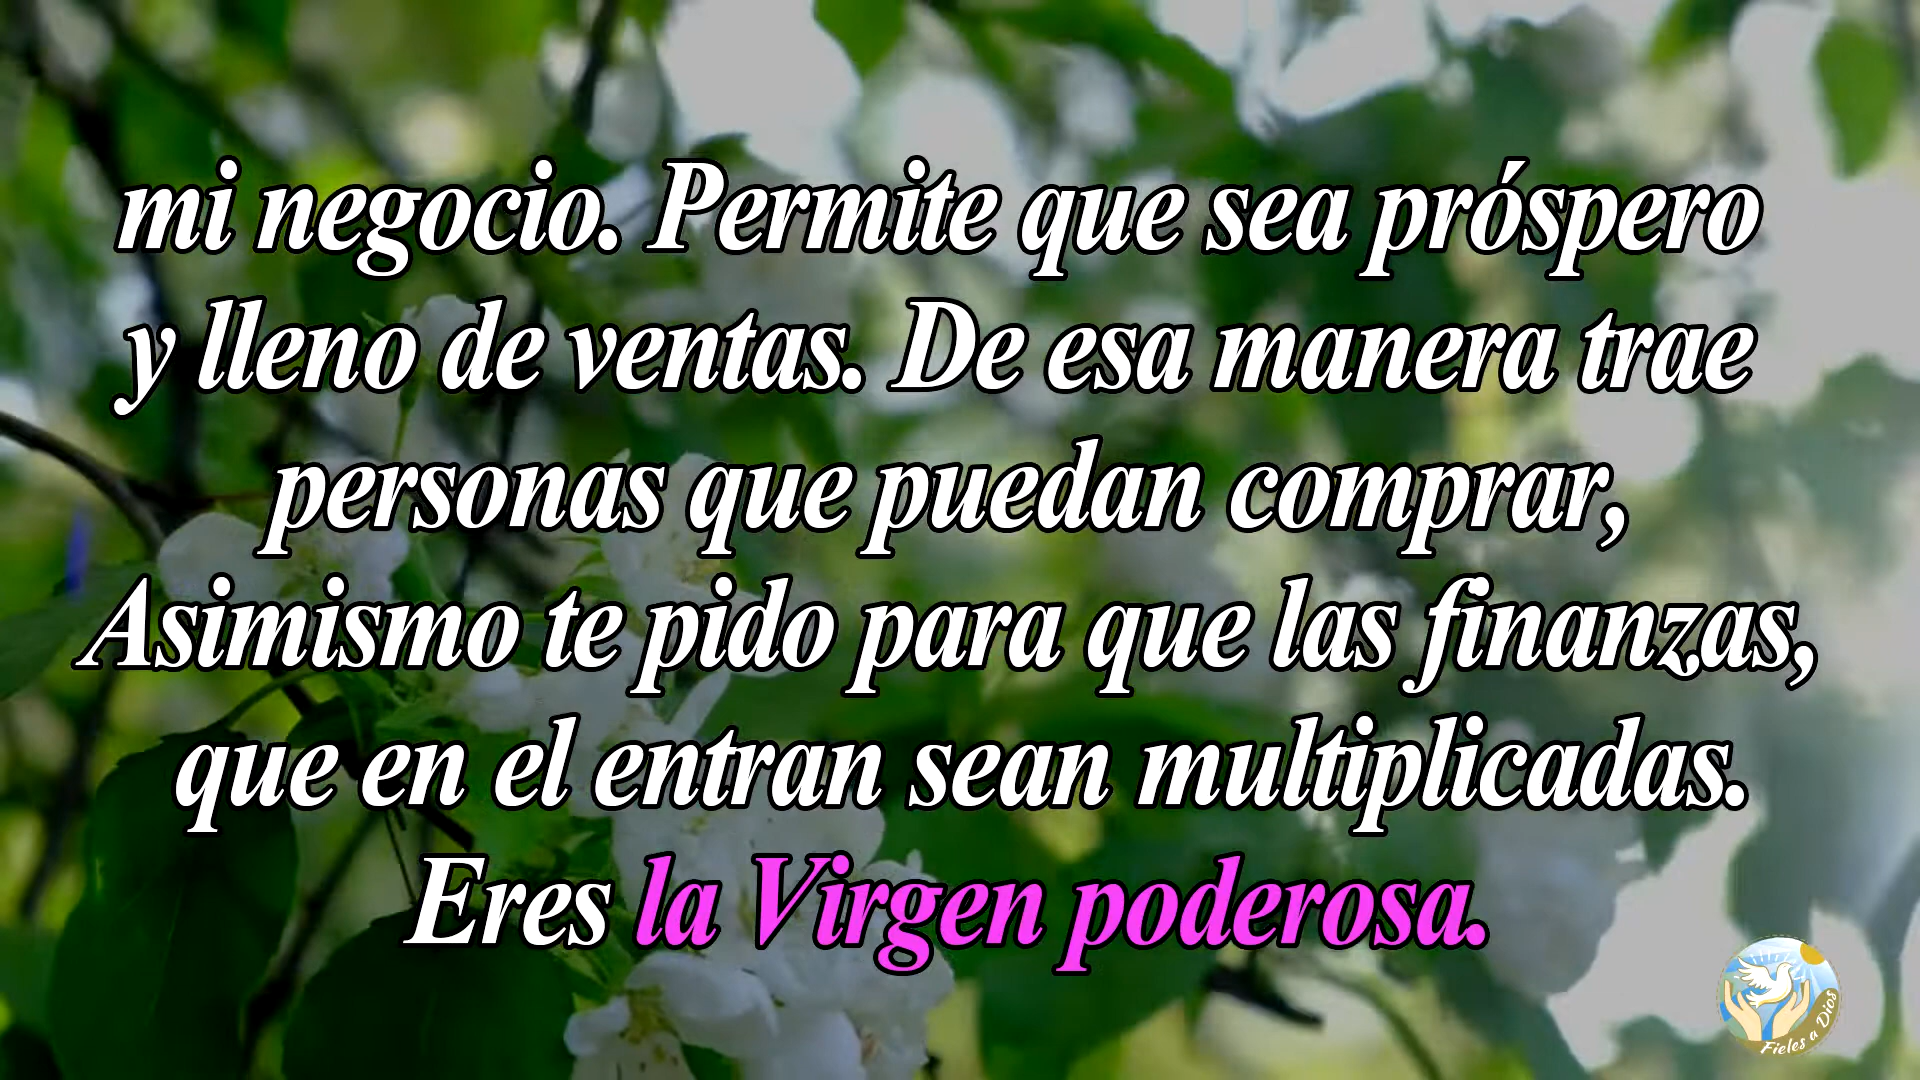 mi negocio. Permite que sea próspero
y lleno de ventas. De esa manera trae
personas que puedan comprar,
Asimismo te pido para que las finanzas,
que en el entran sean multiplicadas.
Eres la Virgen poderosa.
Fieles a Dios